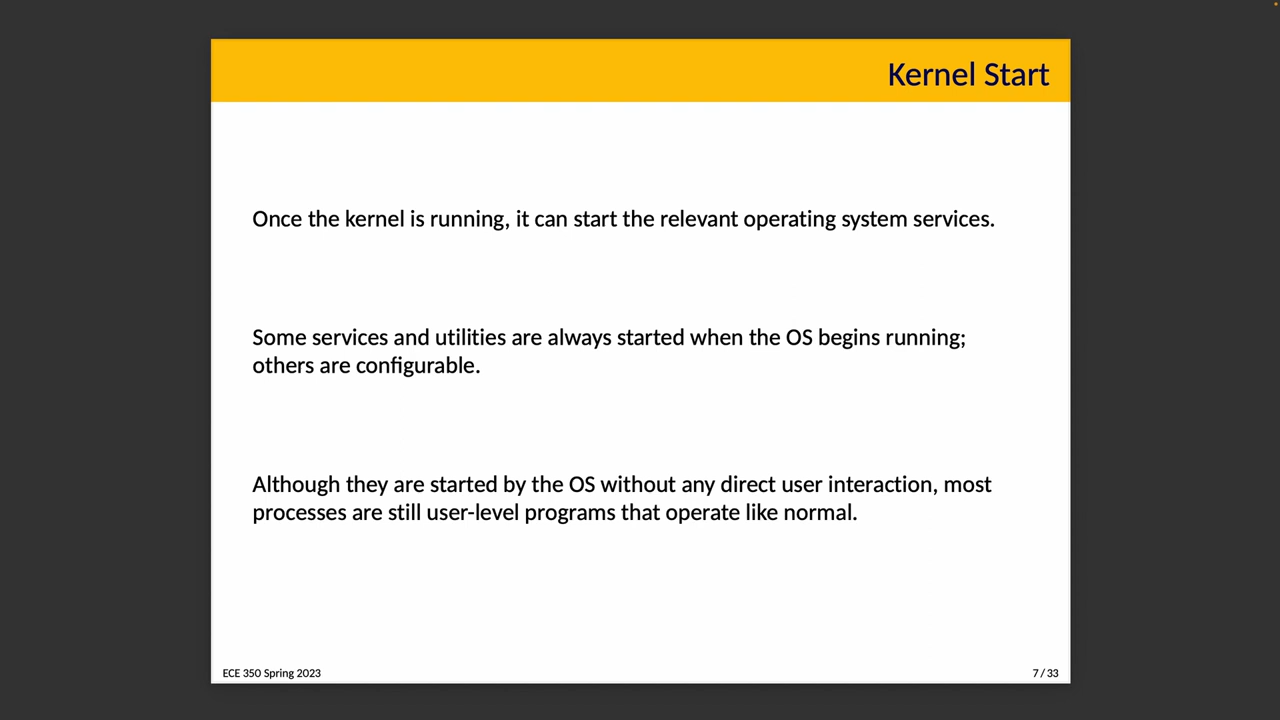 Kernel Start
Once the kernel is running, it can start the relevant operating system services.
Some services and utilities are always started when the OS begins running;
others are configurable.
Although they are started by the OS without any direct user interaction, most
processes are still user-level programs that operate like normal.
ECE 350 Spring 2023
7 / 33